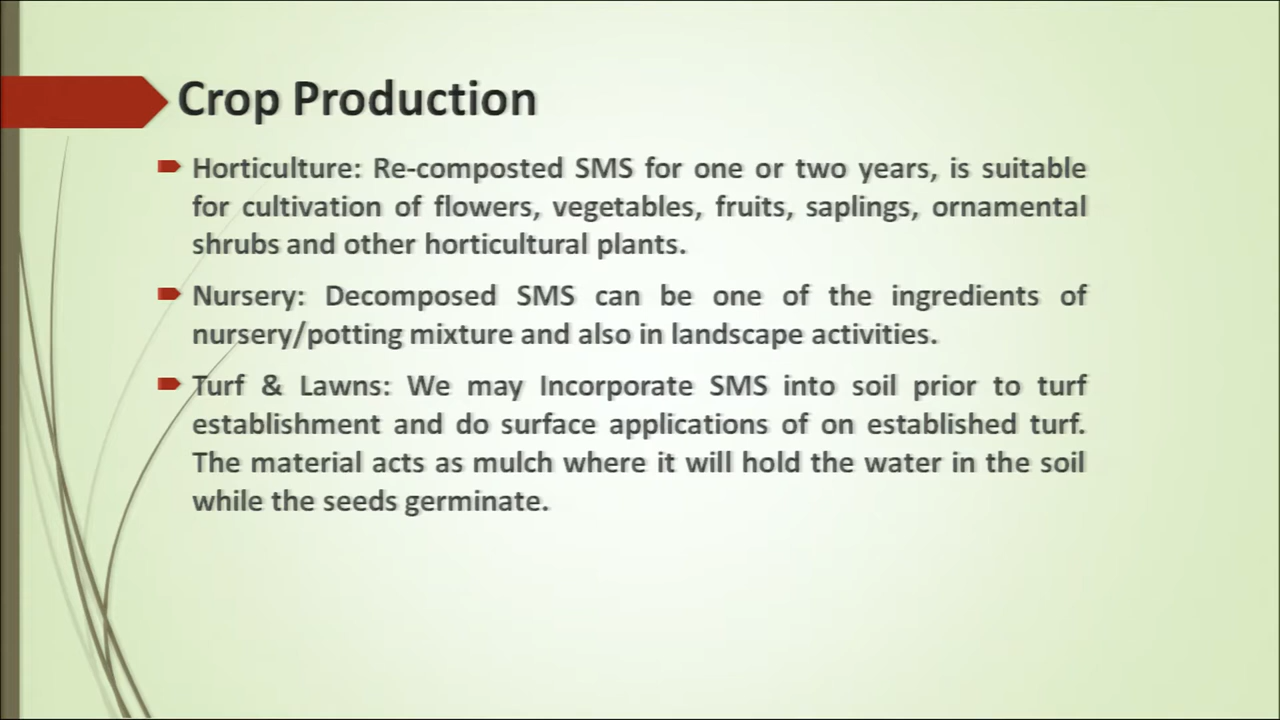 Crop Production
Horticulture: Re-composted SMS for one or two years, is suitable
for cultivation of flowers, vegetables, fruits, saplings, ornamental
shrubs and other horticultural plants.
Nursery: Decomposed SMS can be one of the ingredients of
nursery/potting mixture and also in landscape activities.
Turf & Lawns: We may Incorporate SMS into soil prior to turf
establishment and do surface applications of on established turf.
The material acts as mulch where it will hold the water in the soil
while the seeds germinate.